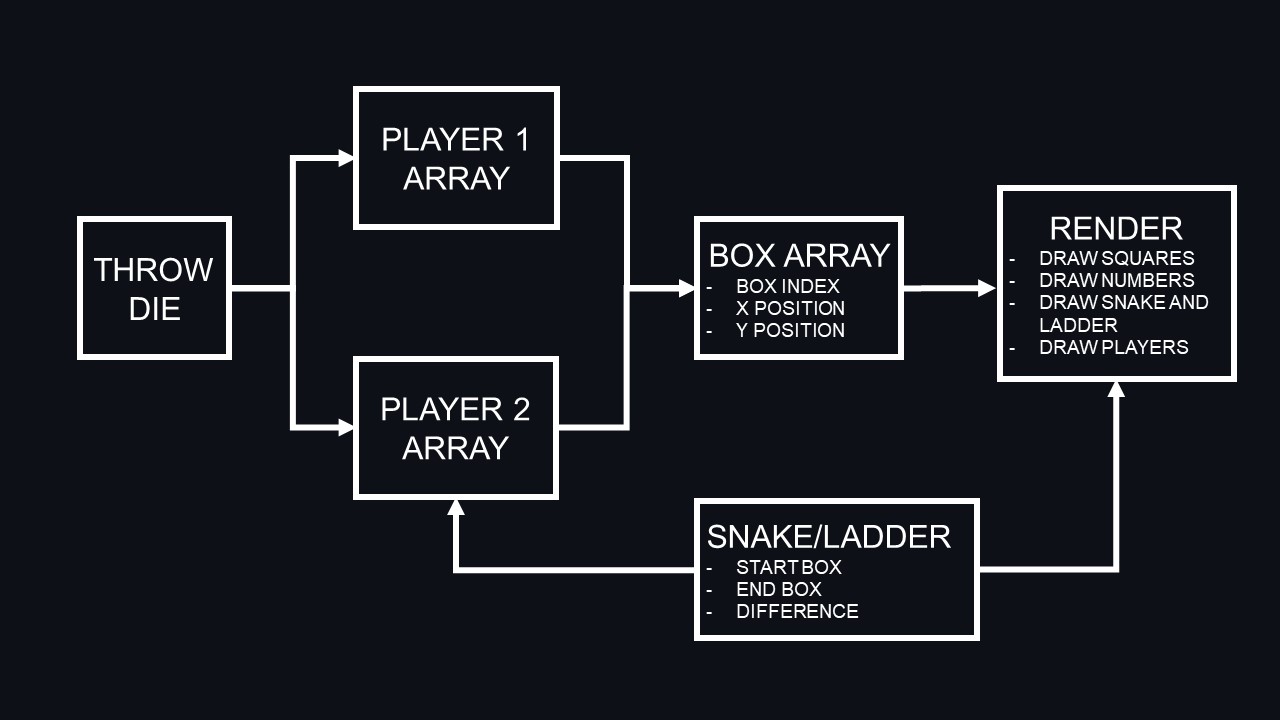 THROW
DIE
PLAYER 1
ARRAY
PLAYER 2
ARRAY
BOX ARRAY
- BOX INDEX
- X POSITION
- Y POSITION
SNAKE/LADDER
- START BOX
- END BOX
- DIFFERENCE
RENDER
- DRAW SQUARES
- DRAW NUMBERS
- DRAW SNAKE AND
LADDER
- DRAW PLAYERS